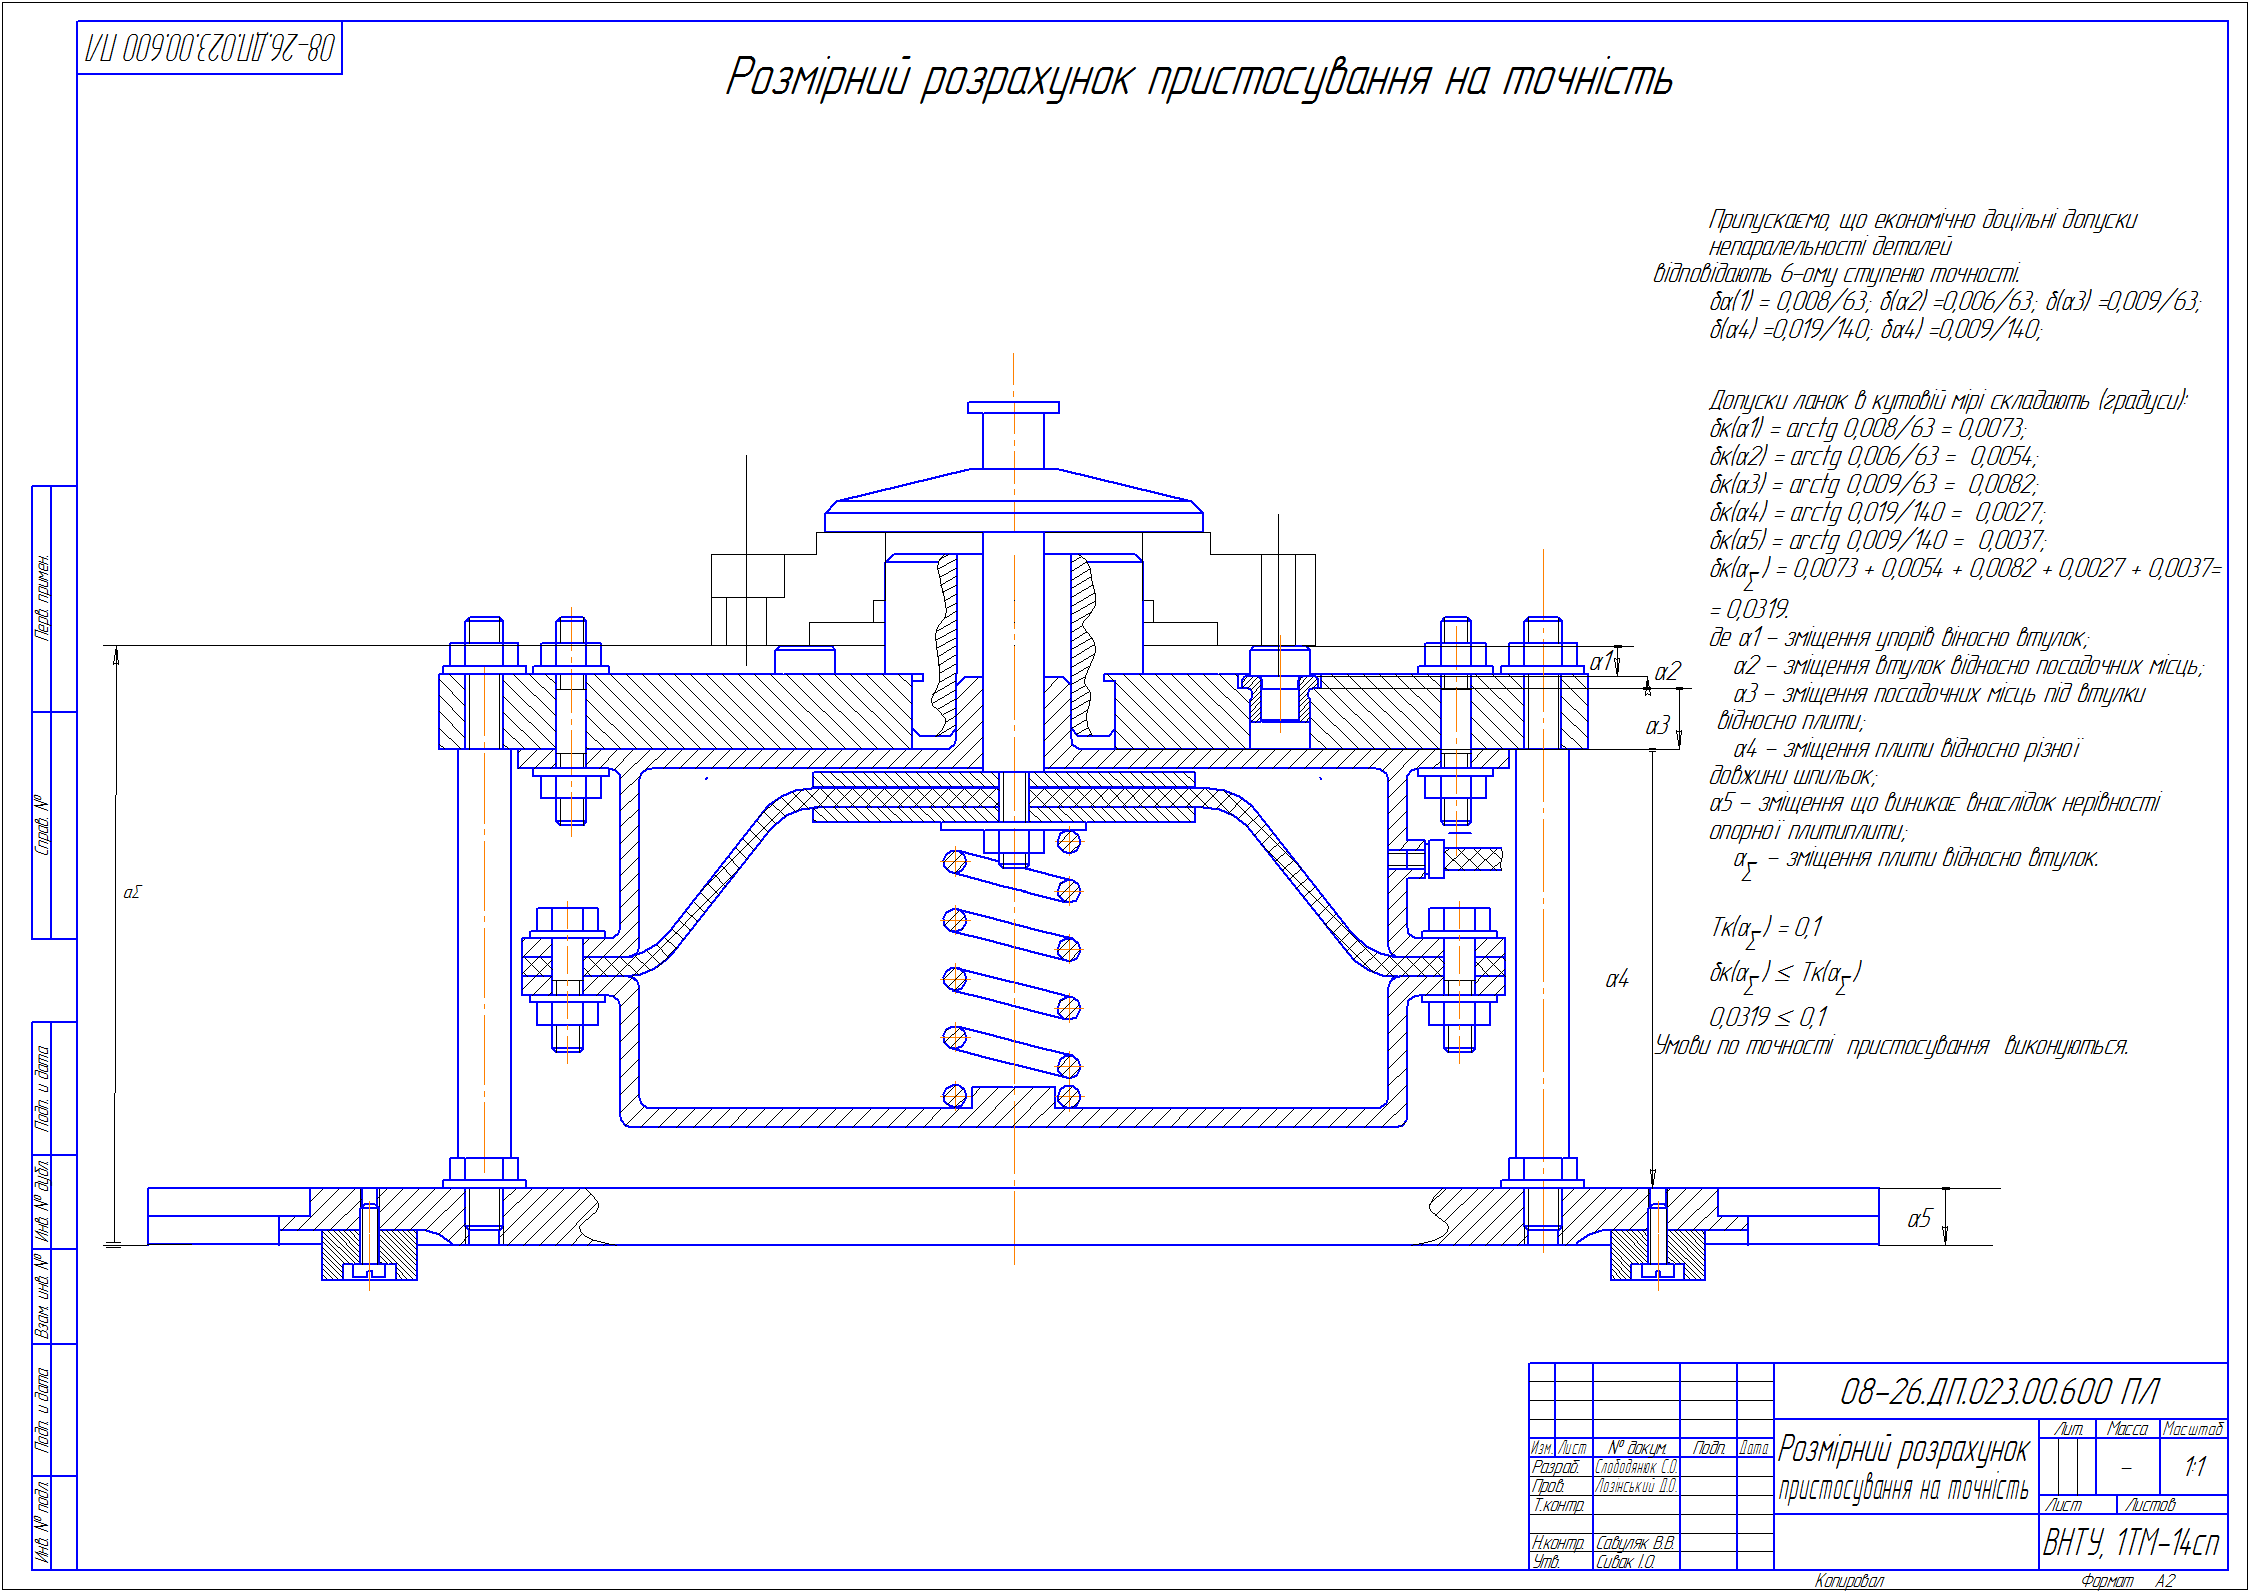 08-26.ДП.023.00.600 ПЛ
Розмірний розрахунок пристосування на точність
Припускаємо, що економічно доцільні допуски
непаралельності деталей
відповідають 6-ому ступеню точності.
δα(1) = 0,008/63; δ(α2) =0,006/63; δ(α3) =0,009/63;
δ(α4) =0,019/140; δα4) =0,009/140;
Допуски ланок в кутовій мірі складають (градуси):
δк(α1) = arctg 0,008/63 = 0,0073;
δк(α2) = arctg 0,006/63 = 0,0054;
δк(α3) = arctg 0,009/63 = 0,0082;
δк(α4) = arctg 0,019/140 = 0,0027;
δк(α5) = arctg 0,009/140 = 0,0037;
δк(α∑) = 0,0073 + 0,0054 + 0,0082 + 0,0027 + 0,0037=
= 0,0319.
де α1 – зміщення упорів віносно втулок;
α2 – зміщення втулок відносно посадочних місць;
α3 – зміщення посадочних місць під втулки
відносно плити;
α4 – зміщення плити відносно різної
довжини шпильок;
α5 – зміщення що виникає внаслідок нерівності
опорної плитиплити;
α∑ – зміщення плити відносно втулок.
Тк(α∑) = 0,1
δк(α∑) ≤ Тк(α∑)
0,0319 ≤ 0,1
Умови по точності пристосування виконуються.
α1
α2
α3
α4
α5
αΣ
Перв. примен.
Справ. №
Подп. и дата
Инв. № дубл.
Взам. инв. №
Подп. и дата
Инв. № подл.
08-26.ДП.023.00.600 ПЛ
Изм. Лист № докум. Подп. Дата
Разраб. Слободянюк С.О.
Пров. Лозінський Д.О.
Т.контр.
Н.контр. Савуляк В.В.
Утв. Сивак І.О.
Розмірний розрахунок
пристосування на точність
Лит. Масса Масштаб
– 1:1
Лист Листов
ВНТУ, 1ТМ-14сп
Копировал Формат А2